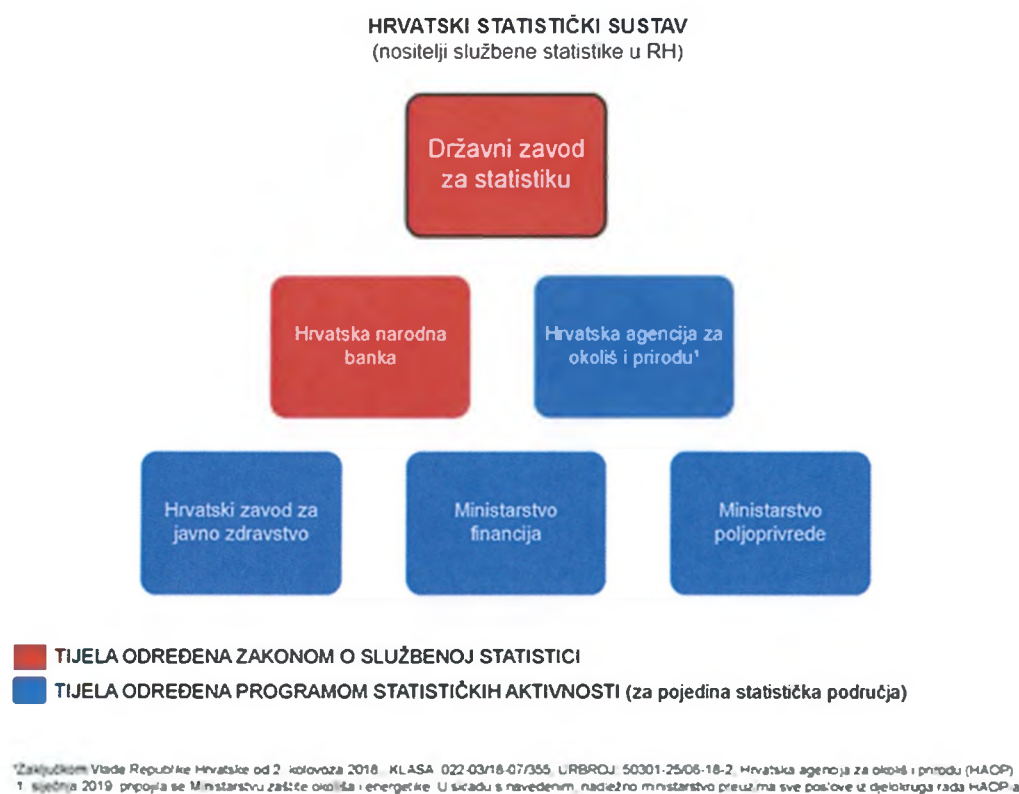 HRVATSKI STATISTIČKI SUSTAV
(nositelji službene statistike u RH)
Državni zavod
za statistiku
Hrvatska narodna
banka
Hrvatska agencija za
okoliš i prirodu¹
Hrvatski zavod za
javno zdravstvo
Ministarstvo
financija
Ministarstvo
poljoprivrede
TIJELA ODREĐENA ZAKONOM O SLUŽBENOJ STATISTICI
TIJELA ODREĐENA PROGRAMOM STATISTIČKIH AKTIVNOSTI (za pojedina statistička područja)
¹Zaključkom Vlade Republike Hrvatske od 2. kolovoza 2018., KLASA: 022-03/18-07/355, URBROJ: 50301-25/06-18-2, Hrvatska agencija za okoliš i prirodu (HAOP)
1. siječnja 2019. pripojila se Ministarstvu zaštite okoliša i energetike. U skladu s navedenim, nadležno ministarstvo preuzima sve poslove iz djelokruga rada HAOP-a